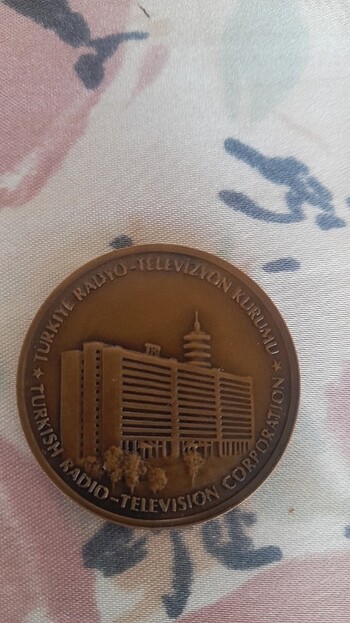 ★ TÜRKİYE RADYO-TELEVİZYON KURUMU ★
TURKISH RADIO-TELEVISION CORPORATION